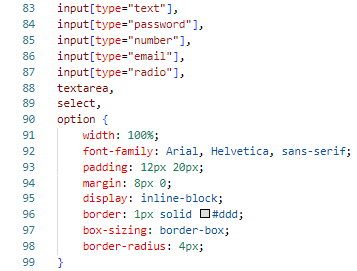 83 input[type="text"],
84 input[type="password"],
85 input[type="number"],
86 input[type="email"],
87 input[type="radio"],
88 textarea,
89 select,
90 option {
91 width: 100%;
92 font-family: Arial, Helvetica, sans-serif;
93 padding: 12px 20px;
94 margin: 8px 0;
95 display: inline-block;
96 border: 1px solid #ddd;
97 box-sizing: border-box;
98 border-radius: 4px;
99 }